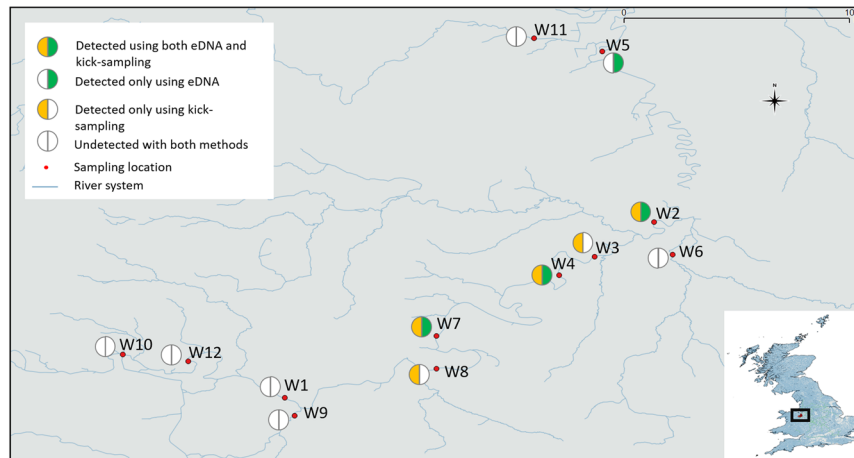 0
10
W11
W5
Detected using both eDNA and
kick-sampling
Detected only using eDNA
Detected only using kick-
sampling
Undetected with both methods
Sampling location
River system
N
W2
W3
W6
W4
W7
W10
W12
W8
W1
W9